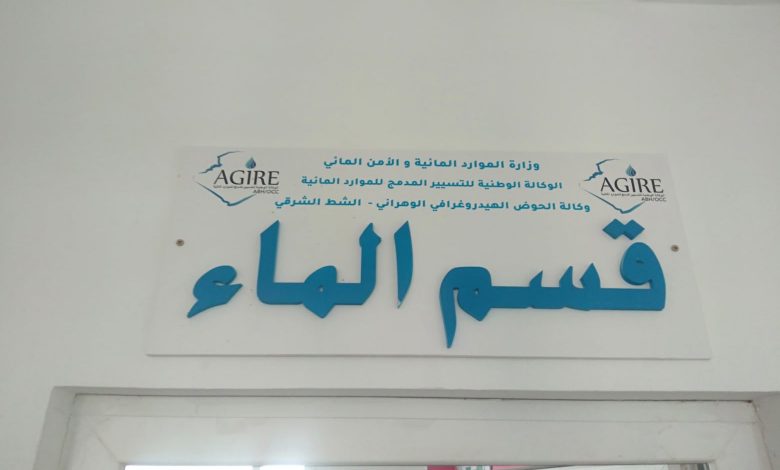 وزارة الموارد المائية و الأمن المائي
الوكالة الوطنية للتسيير المدمج للموارد المائية
وكالة الحوض الهيدروغرافي الوهراني - الشط الشرقي
قسم الماء
AGIRE
ABH/OCC
AGIRE
ABH/OCC